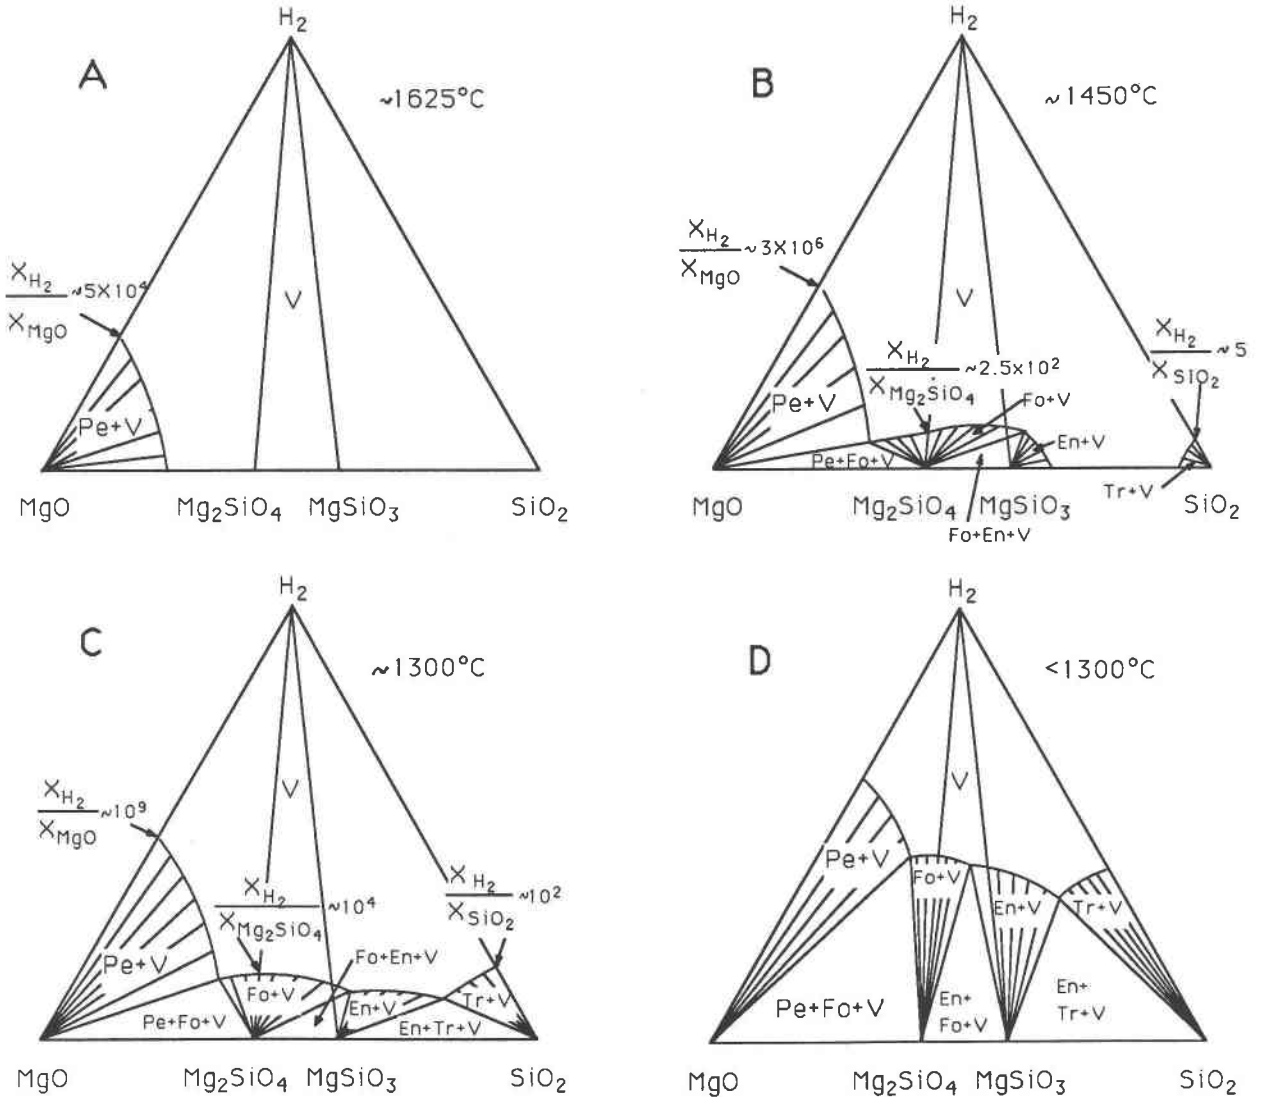 H2
A
~1625°C
XH2
XMgO
~5X104
V
Pe+V
MgO
Mg2SiO4
MgSiO3
SiO2
H2
B
~1450°C
XH2
XMgO
~3X106
V
XH2
XSiO2
~5
XH2
XMg2SiO4
~2.5x102
Pe+V
Fo+V
En+V
Pe+Fo+V
Tr+V
MgO
Mg2SiO4
MgSiO3
SiO2
Fo+En+V
H2
C
~1300°C
V
XH2
XMgO
~109
XH2
XMg2SiO4
~104
XH2
XSiO2
~102
Pe+V
Fo+En+V
Fo+V
En+V
Tr+V
Pe+Fo+V
En+Tr+V
MgO
Mg2SiO4
MgSiO3
SiO2
H2
D
<1300°C
V
Pe+V
Fo+V
En+V
Tr+V
Pe+Fo+V
En+
Fo+V
En+
Tr+V
MgO
Mg2SiO4
MgSiO3
SiO2